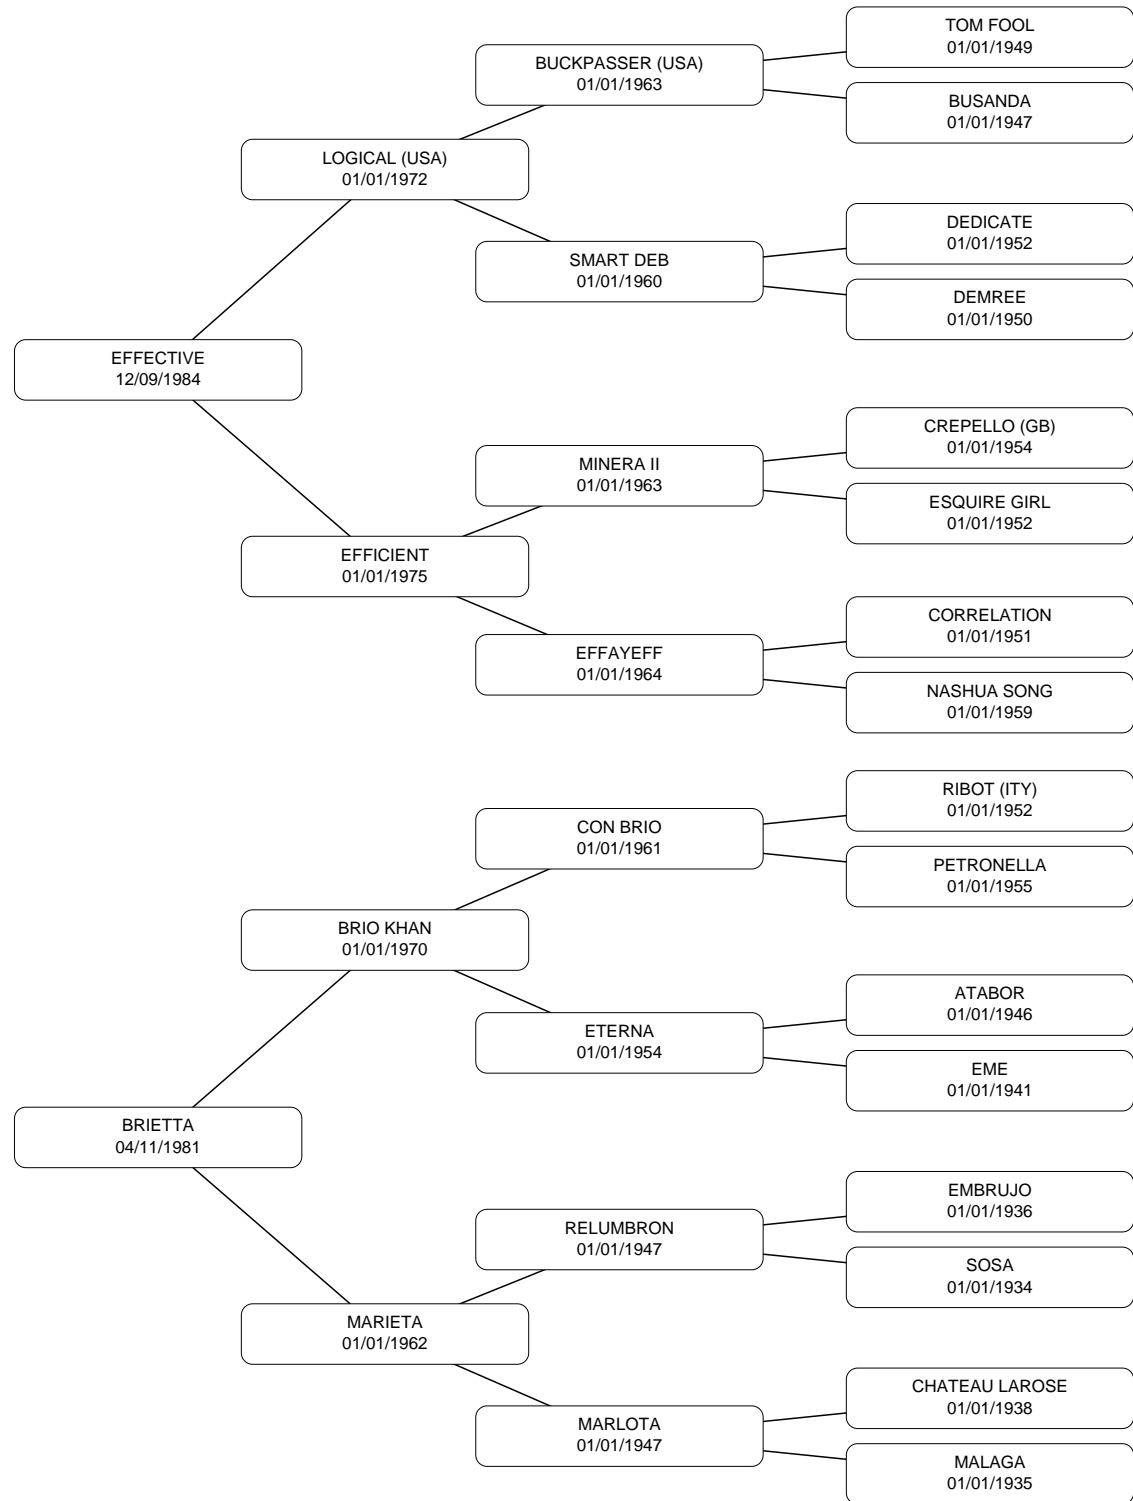 TOM FOOL
01/01/1949
BUCKPASSER (USA)
01/01/1963
BUSANDA
01/01/1947
LOGICAL (USA)
01/01/1972
DEDICATE
01/01/1952
SMART DEB
01/01/1960
DEMREE
01/01/1950
EFFECTIVE
12/09/1984
CREPELLO (GB)
01/01/1954
MINERA II
01/01/1963
ESQUIRE GIRL
01/01/1952
EFFICIENT
01/01/1975
CORRELATION
01/01/1951
EFFAYEFF
01/01/1964
NASHUA SONG
01/01/1959
RIBOT (ITY)
01/01/1952
CON BRIO
01/01/1961
PETRONELLA
01/01/1955
BRIO KHAN
01/01/1970
ATABOR
01/01/1946
ETERNA
01/01/1954
EME
01/01/1941
BRIETTA
04/11/1981
EMBRUJO
01/01/1936
RELUMBRON
01/01/1947
SOSA
01/01/1934
MARIETA
01/01/1962
CHATEAU LAROSE
01/01/1938
MARLOTA
01/01/1947
MALAGA
01/01/1935